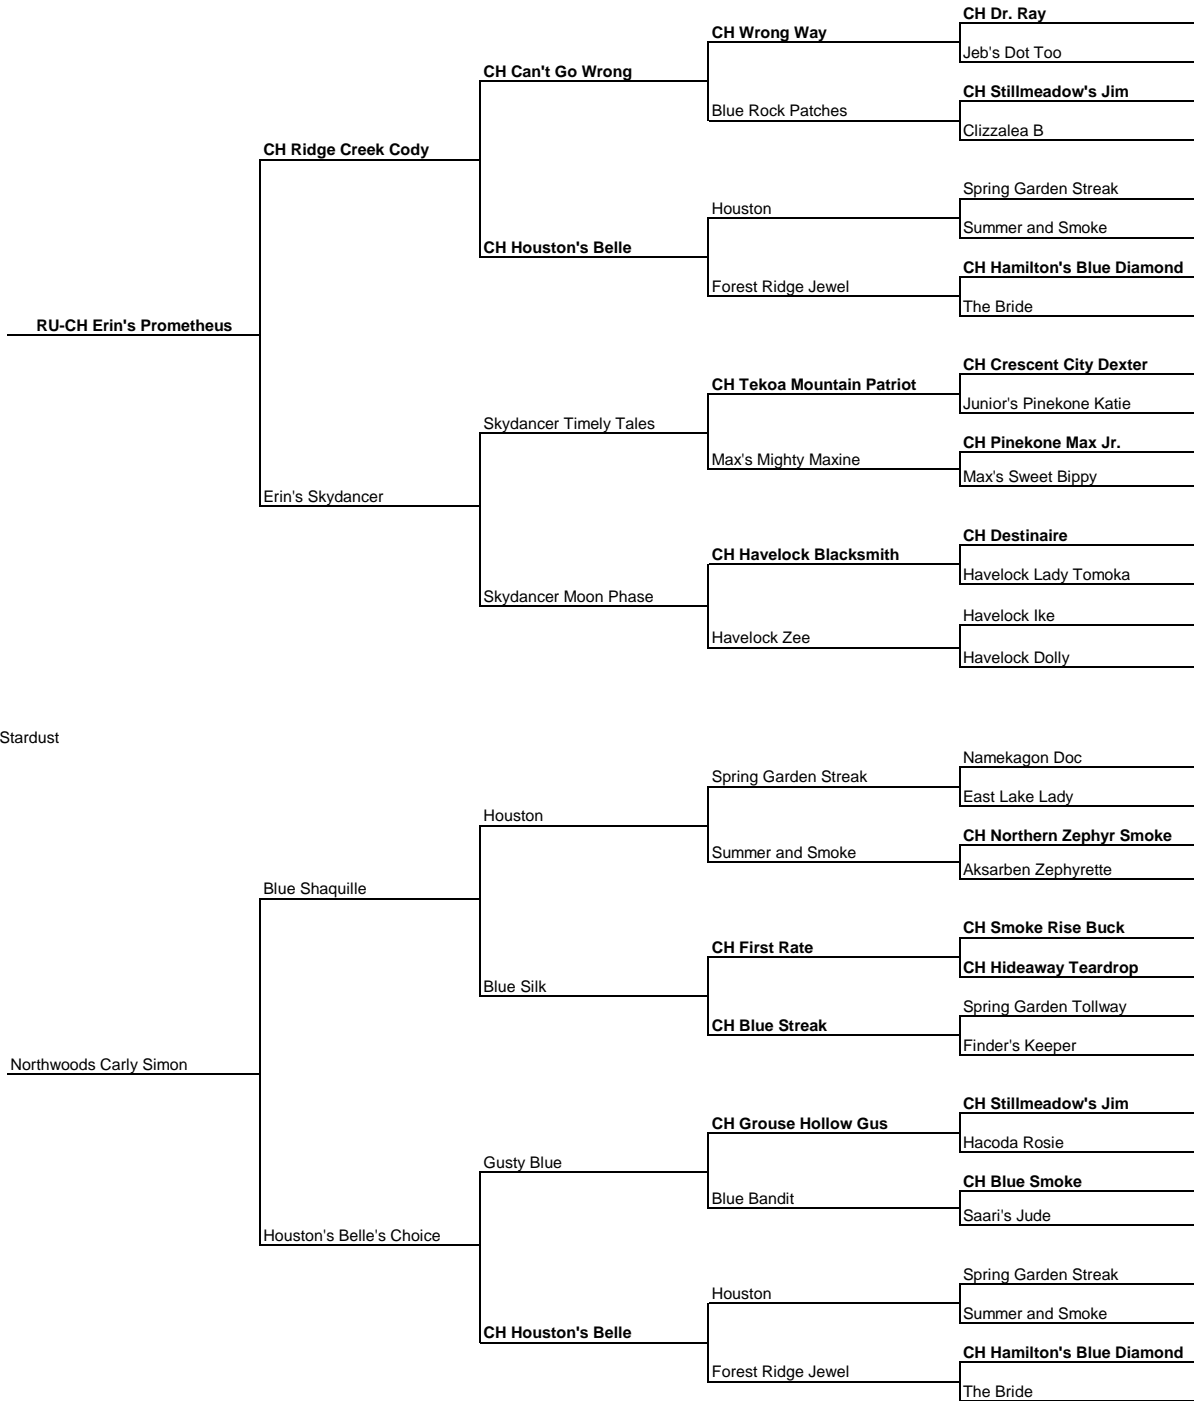 CH Dr. Ray
CH Wrong Way
Jeb's Dot Too
CH Can't Go Wrong
CH Stillmeadow's Jim
Blue Rock Patches
Clizzalea B
CH Ridge Creek Cody
Spring Garden Streak
Houston
Summer and Smoke
CH Houston's Belle
CH Hamilton's Blue Diamond
Forest Ridge Jewel
The Bride
RU-CH Erin's Prometheus
CH Crescent City Dexter
CH Tekoa Mountain Patriot
Junior's Pinekone Katie
Skydancer Timely Tales
CH Pinekone Max Jr.
Max's Mighty Maxine
Max's Sweet Bippy
Erin's Skydancer
CH Destinaire
CH Havelock Blacksmith
Havelock Lady Tomoka
Skydancer Moon Phase
Havelock Ike
Havelock Zee
Havelock Dolly
Stardust
Namekagon Doc
Spring Garden Streak
East Lake Lady
Houston
CH Northern Zephyr Smoke
Summer and Smoke
Aksarben Zephyrette
Blue Shaquille
CH Smoke Rise Buck
CH First Rate
CH Hideaway Teardrop
Blue Silk
Spring Garden Tollway
CH Blue Streak
Finder's Keeper
Northwoods Carly Simon
CH Stillmeadow's Jim
CH Grouse Hollow Gus
Hacoda Rosie
Gusty Blue
CH Blue Smoke
Blue Bandit
Saari's Jude
Houston's Belle's Choice
Spring Garden Streak
Houston
Summer and Smoke
CH Houston's Belle
CH Hamilton's Blue Diamond
Forest Ridge Jewel
The Bride